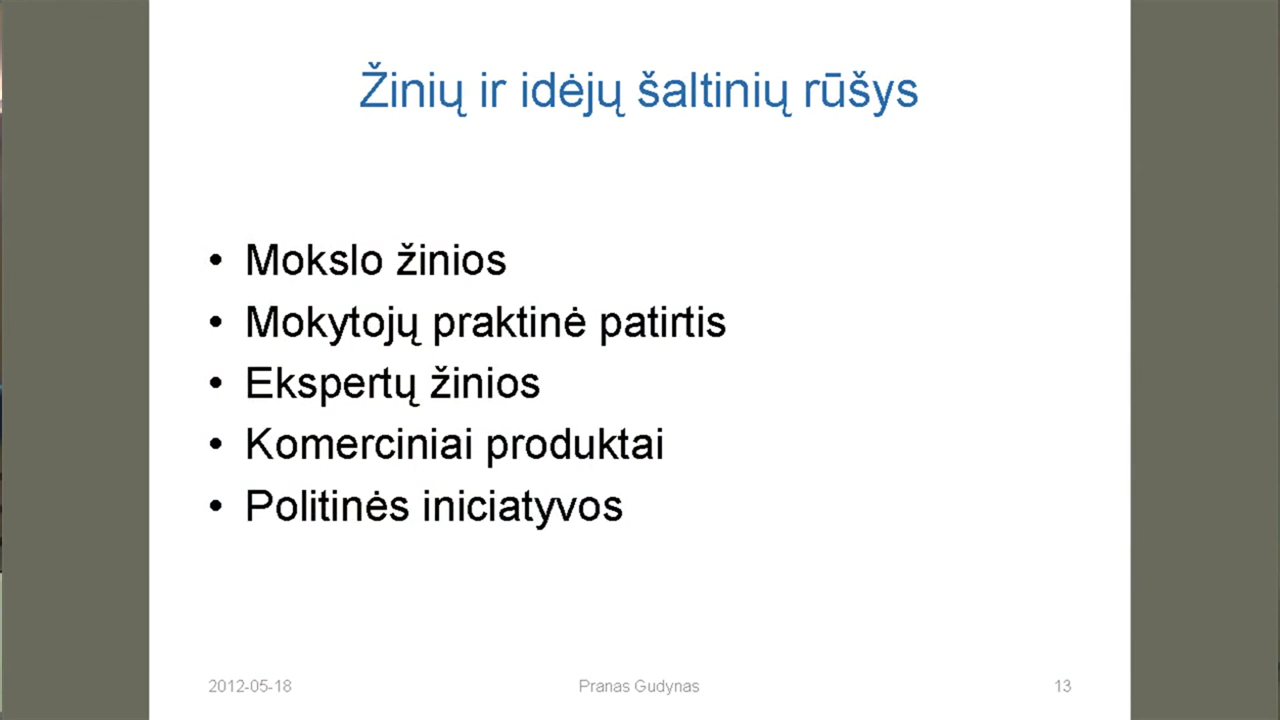 Žinių ir idėjų šaltinių rūšys
• Mokslo žinios
• Mokytojų praktinė patirtis
• Ekspertų žinios
• Komerciniai produktai
• Politinės iniciatyvos
2012-05-18 Pranas Gudynas 13